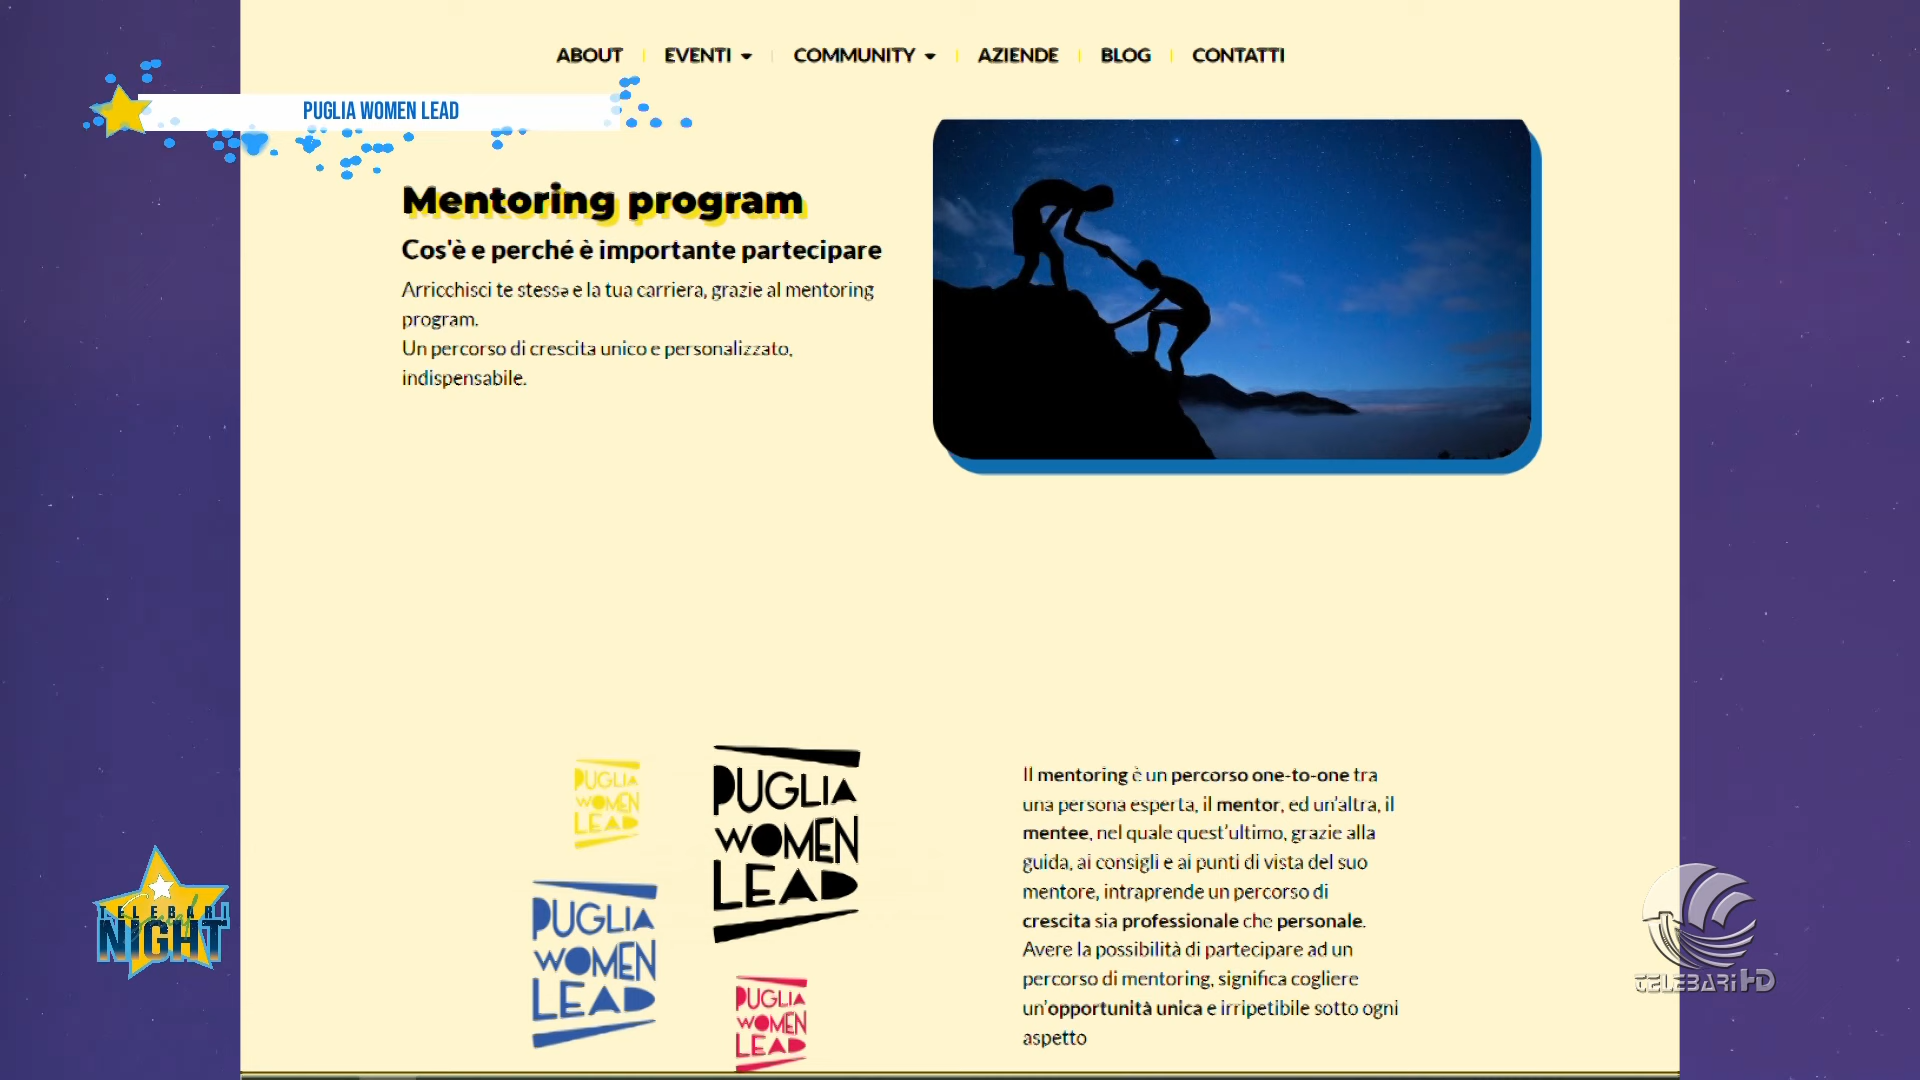 ABOUT EVENTI COMMUNITY AZIENDE BLOG CONTATTI
PUGLIA WOMEN LEAD
Mentoring program
Cos'è e perché è importante partecipare
Arricchisci te stessa e la tua carriera, grazie al mentoring
program.
Un percorso di crescita unico e personalizzato,
indispensabile.
PUGLIA
WOMEN
LEAD
PUGLIA
WOMEN
LEAD
PUGLIA
WOMEN
LEAD
PUGLIA
WOMEN
LEAD
Il mentoring è un percorso one-to-one tra
una persona esperta, il mentor, ed un'altra, il
mentee, nel quale quest'ultimo, grazie alla
guida, ai consigli e ai punti di vista del suo
mentore, intraprende un percorso di
crescita sia professionale che personale.
Avere la possibilità di partecipare ad un
percorso di mentoring, significa cogliere
un'opportunità unica e irripetibile sotto ogni
aspetto
TELEBARI
NIGHT
TELEBARI HD